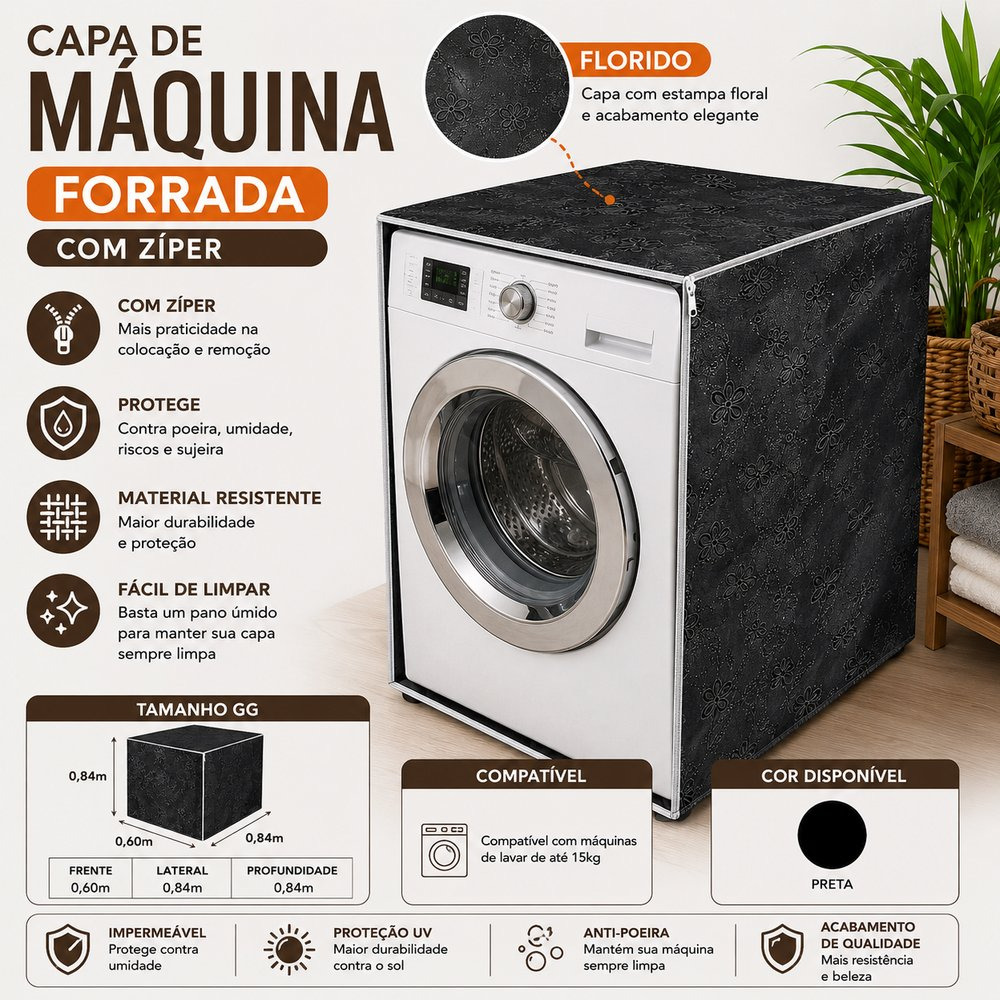 CAPA DE
MÁQUINA
FORRADA
COM ZÍPER
FLORIDO
Capa com estampa floral
e acabamento elegante
COM ZÍPER
Mais praticidade na
colocação e remoção
PROTEGE
Contra poeira, umidade,
riscos e sujeira
MATERIAL RESISTENTE
Maior durabilidade
e proteção
FÁCIL DE LIMPAR
Basta um pano úmido
para manter sua capa
sempre limpa
TAMANHO GG
0,84m
0,60m
0,84m
FRENTE
0,60m
LATERAL
0,84m
PROFUNDIDADE
0,84m
COMPATÍVEL
Compatível com máquinas
de lavar de até 15kg
COR DISPONÍVEL
PRETA
IMPERMEÁVEL
Protege contra
umidade
PROTEÇÃO UV
Maior durabilidade
contra o sol
ANTI-POEIRA
Mantém sua máquina
sempre limpa
ACABAMENTO
DE QUALIDADE
Mais resistência
e beleza